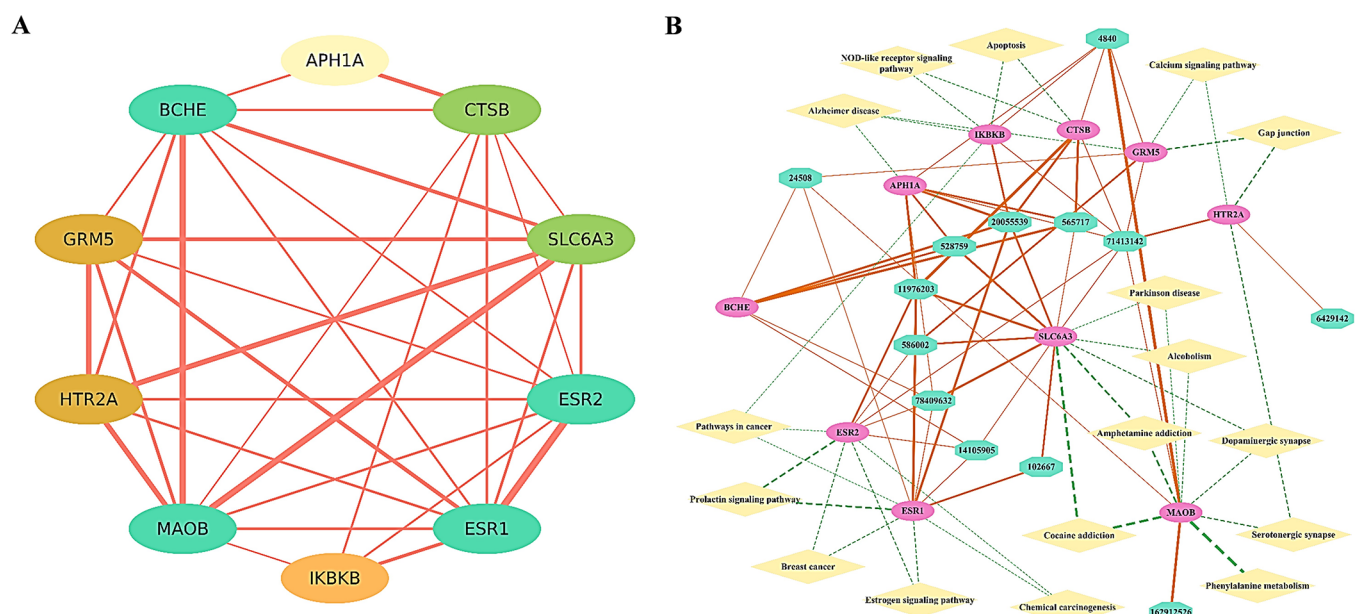 A
APH1A
BCHE
CTSB
GRM5
SLC6A3
HTR2A
ESR2
MAOB
ESR1
IKBKB
B
4840
Apoptosis
NOD-like receptor signaling
pathway
Calcium signaling pathway
Alzheimer disease
IKBKB
CTSB
GRM5
Gap junction
24508
APH1A
HTR2A
20055539
565717
71413142
528759
11976203
Parkinson disease
BCHE
6429142
SLC6A3
586002
Alcoholism
78409632
Pathways in cancer
ESR2
Amphetamine addiction
Dopaminergic synapse
14105905
102667
Prolactin signaling pathway
ESR1
MAOB
Cocaine addiction
Serotonergic synapse
Breast cancer
Phenylalanine metabolism
Estrogen signaling pathway
Chemical carcinogenesis
162912526